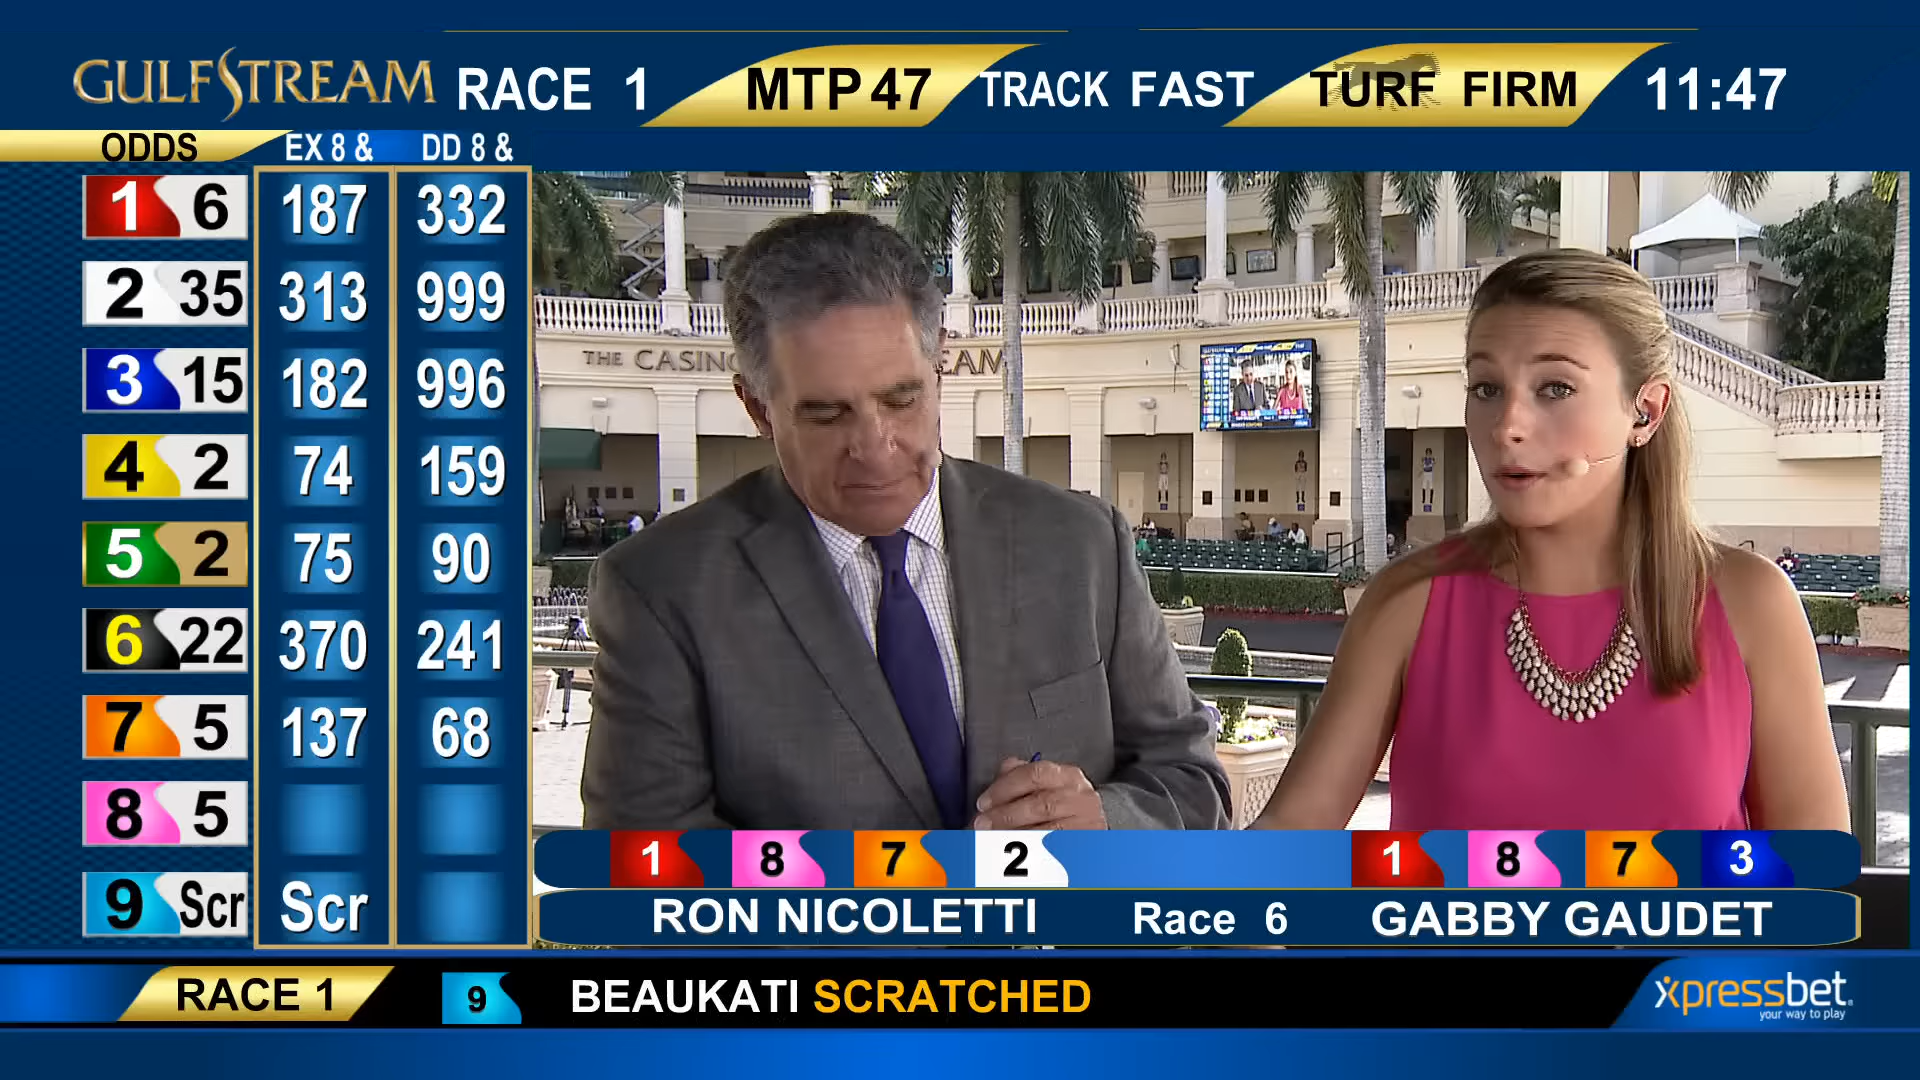 GULFSTREAM RACE 1 MTP 47 TRACK FAST TURF FIRM 11:47
ODDS EX 8 & DD 8 &
1 6 187 332
2 35 313 999
3 15 182 996
4 2 74 159
5 2 75 90
6 22 370 241
7 5 137 68
8 5
9 Scr Scr
THE CASINO
EAM
1 8 7 2 1 8 7 3
RON NICOLETTI Race 6 GABBY GAUDET
RACE 1 9 BEAUKATI SCRATCHED
xpressbet.
your way to play